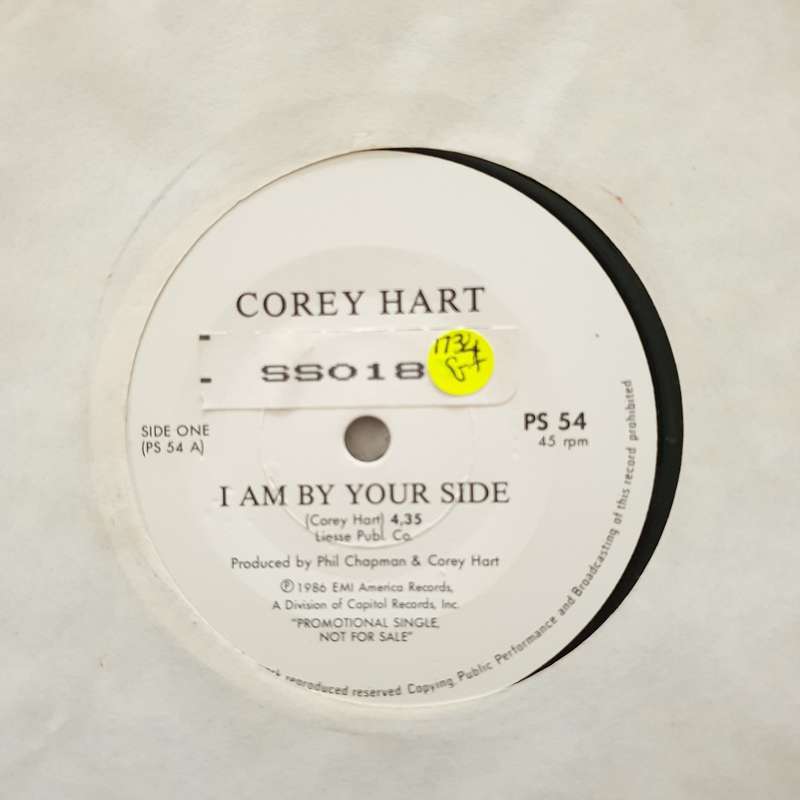 COREY HART
SS018
173/4
G+
SIDE ONE
(PS 54 A)
PS 54
45 rpm
I AM BY YOUR SIDE
(Corey Hart) 4,35
Liesse Publ. Co.
Produced by Phil Chapman & Corey Hart
℗ 1986 EMI America Records,
A Division of Capitol Records, Inc.
"PROMOTIONAL SINGLE,
NOT FOR SALE"
reproduced reserved Copying, Public Performance and Broadcasting of this record prohibited